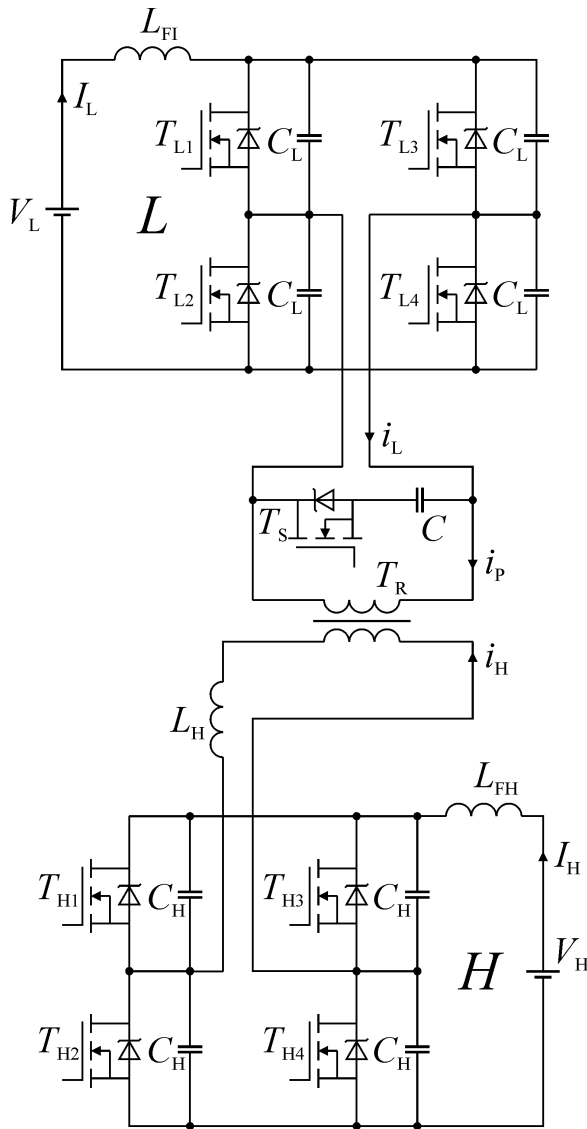 L_FI
I_L
T_L1
C_L
T_L3
C_L
V_L
L
T_L2
C_L
T_L4
C_L
i_L
T_S
C
i_P
T_R
i_H
L_H
L_FH
T_H1
C_H
T_H3
C_H
I_H
H
V_H
T_H2
C_H
T_H4
C_H